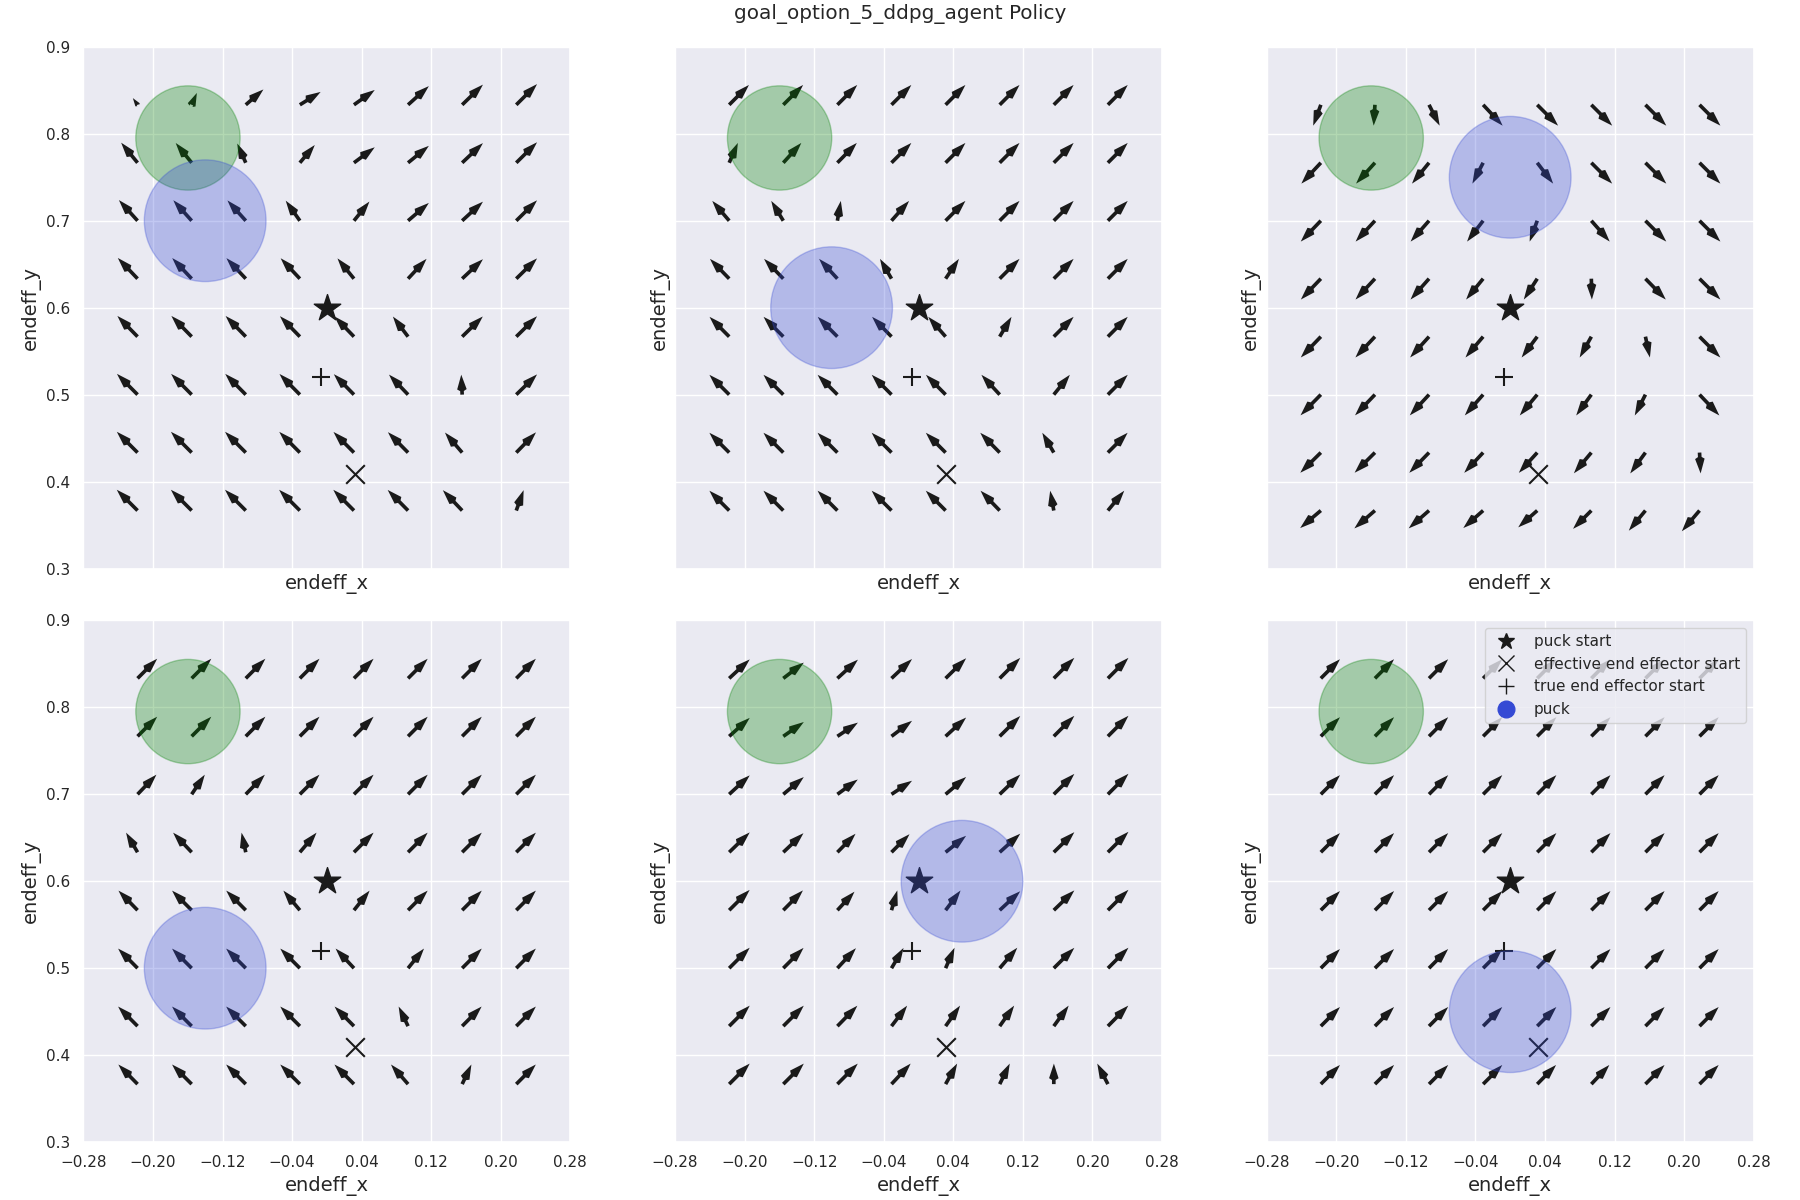 goal_option_5_ddpg_agent Policy
0.9
0.8
0.7
0.6
0.5
0.4
0.3
endeff_y
endeff_x
endeff_y
endeff_x
endeff_y
endeff_x
0.9
0.8
0.7
0.6
0.5
0.4
0.3
endeff_y
−0.28 −0.20 −0.12 −0.04 0.04 0.12 0.20 0.28
endeff_x
endeff_y
−0.28 −0.20 −0.12 −0.04 0.04 0.12 0.20 0.28
endeff_x
puck start
effective end effector start
true end effector start
puck
endeff_y
−0.28 −0.20 −0.12 −0.04 0.04 0.12 0.20 0.28
endeff_x